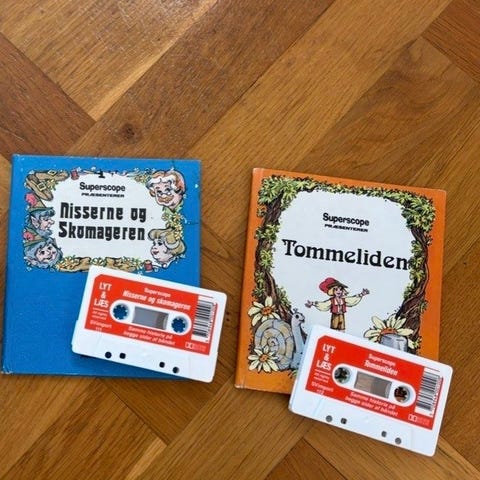 Superscope
PRÆSENTERER
Nisserne og
Skomageren
Superscope
PRÆSENTERER
Tommeliden
LYT
&
LÆS
Superscope
Nisserne og skomageren
Samme historie på
begge sider af båndet
LYT
&
LÆS
Superscope
Tommeliden
Samme historie på
begge sider af båndet